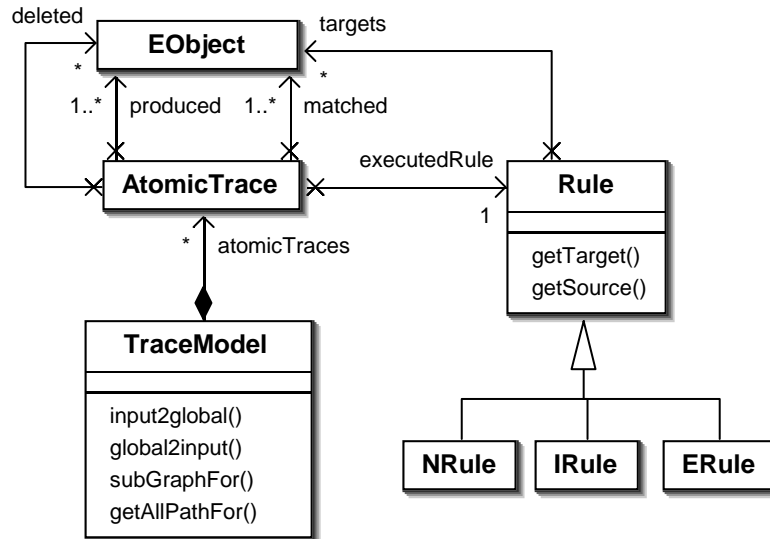 deleted
EObject
targets
*
*
1..*
produced
1..*
matched
executedRule
AtomicTrace
Rule
1
*
atomicTraces
getTarget()
getSource()
TraceModel
input2global()
global2input()
subGraphFor()
getAllPathFor()
NRule
IRule
ERule